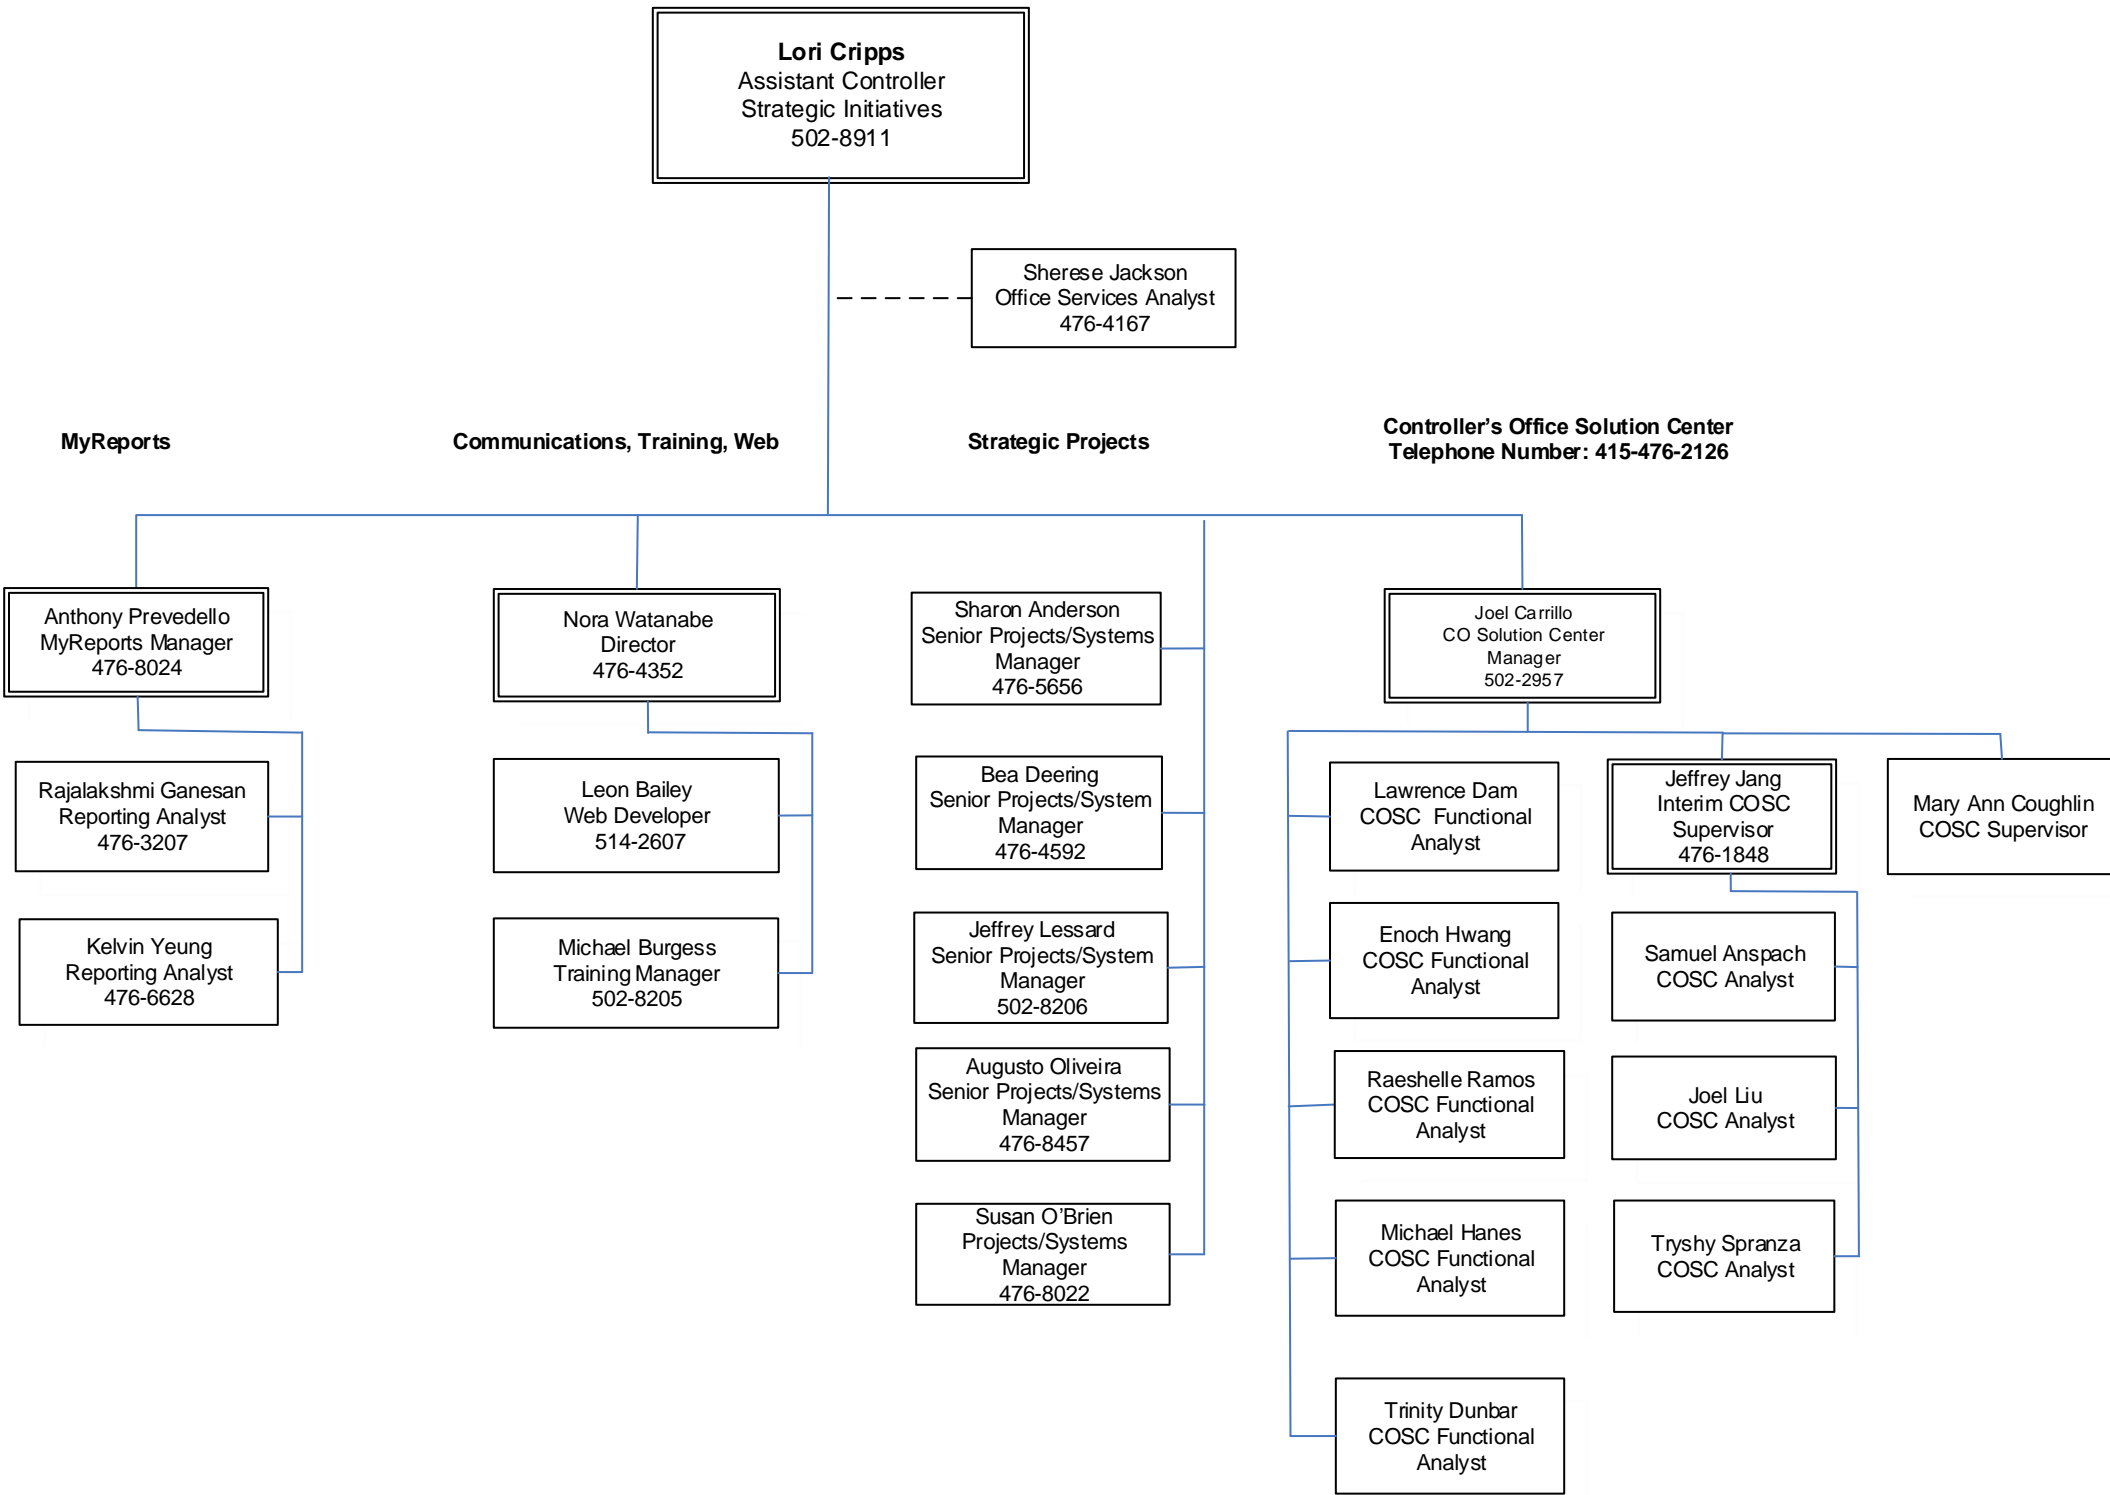 Lori Cripps
Assistant Controller
Strategic Initiatives
502-8911
Sherese Jackson
Office Services Analyst
476-4167
MyReports
Communications, Training, Web
Strategic Projects
Controller’s Office Solution Center
Telephone Number: 415-476-2126
Anthony Prevedello
MyReports Manager
476-8024
Rajalakshmi Ganesan
Reporting Analyst
476-3207
Kelvin Yeung
Reporting Analyst
476-6628
Nora Watanabe
Director
476-4352
Leon Bailey
Web Developer
514-2607
Michael Burgess
Training Manager
502-8205
Sharon Anderson
Senior Projects/Systems
Manager
476-5656
Bea Deering
Senior Projects/System
Manager
476-4592
Jeffrey Lessard
Senior Projects/System
Manager
502-8206
Augusto Oliveira
Senior Projects/Systems
Manager
476-8457
Susan O’Brien
Projects/Systems
Manager
476-8022
Joel Carrillo
CO Solution Center
Manager
502-2957
Lawrence Dam
COSC Functional
Analyst
Enoch Hwang
COSC Functional
Analyst
Raeshelle Ramos
COSC Functional
Analyst
Michael Hanes
COSC Functional
Analyst
Trinity Dunbar
COSC Functional
Analyst
Jeffrey Jang
Interim COSC
Supervisor
476-1848
Samuel Anspach
COSC Analyst
Joel Liu
COSC Analyst
Tryshy Spranza
COSC Analyst
Mary Ann Coughlin
COSC Supervisor